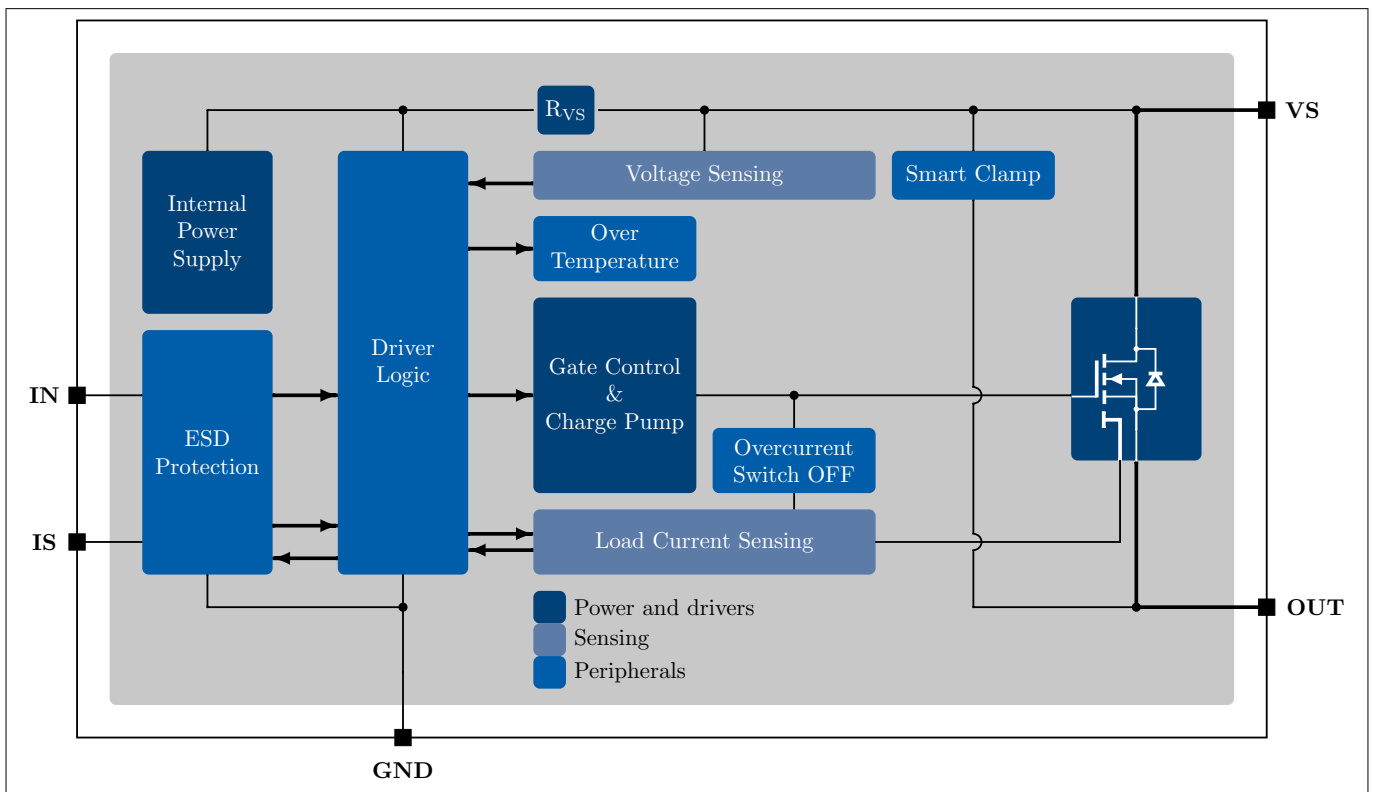 R_VS
VS
Voltage Sensing
Smart Clamp
Internal
Power
Supply
Over
Temperature
Driver
Logic
Gate Control
&
Charge Pump
IN
ESD
Protection
Overcurrent
Switch OFF
IS
Load Current Sensing
Power and drivers
Sensing
Peripherals
OUT
GND